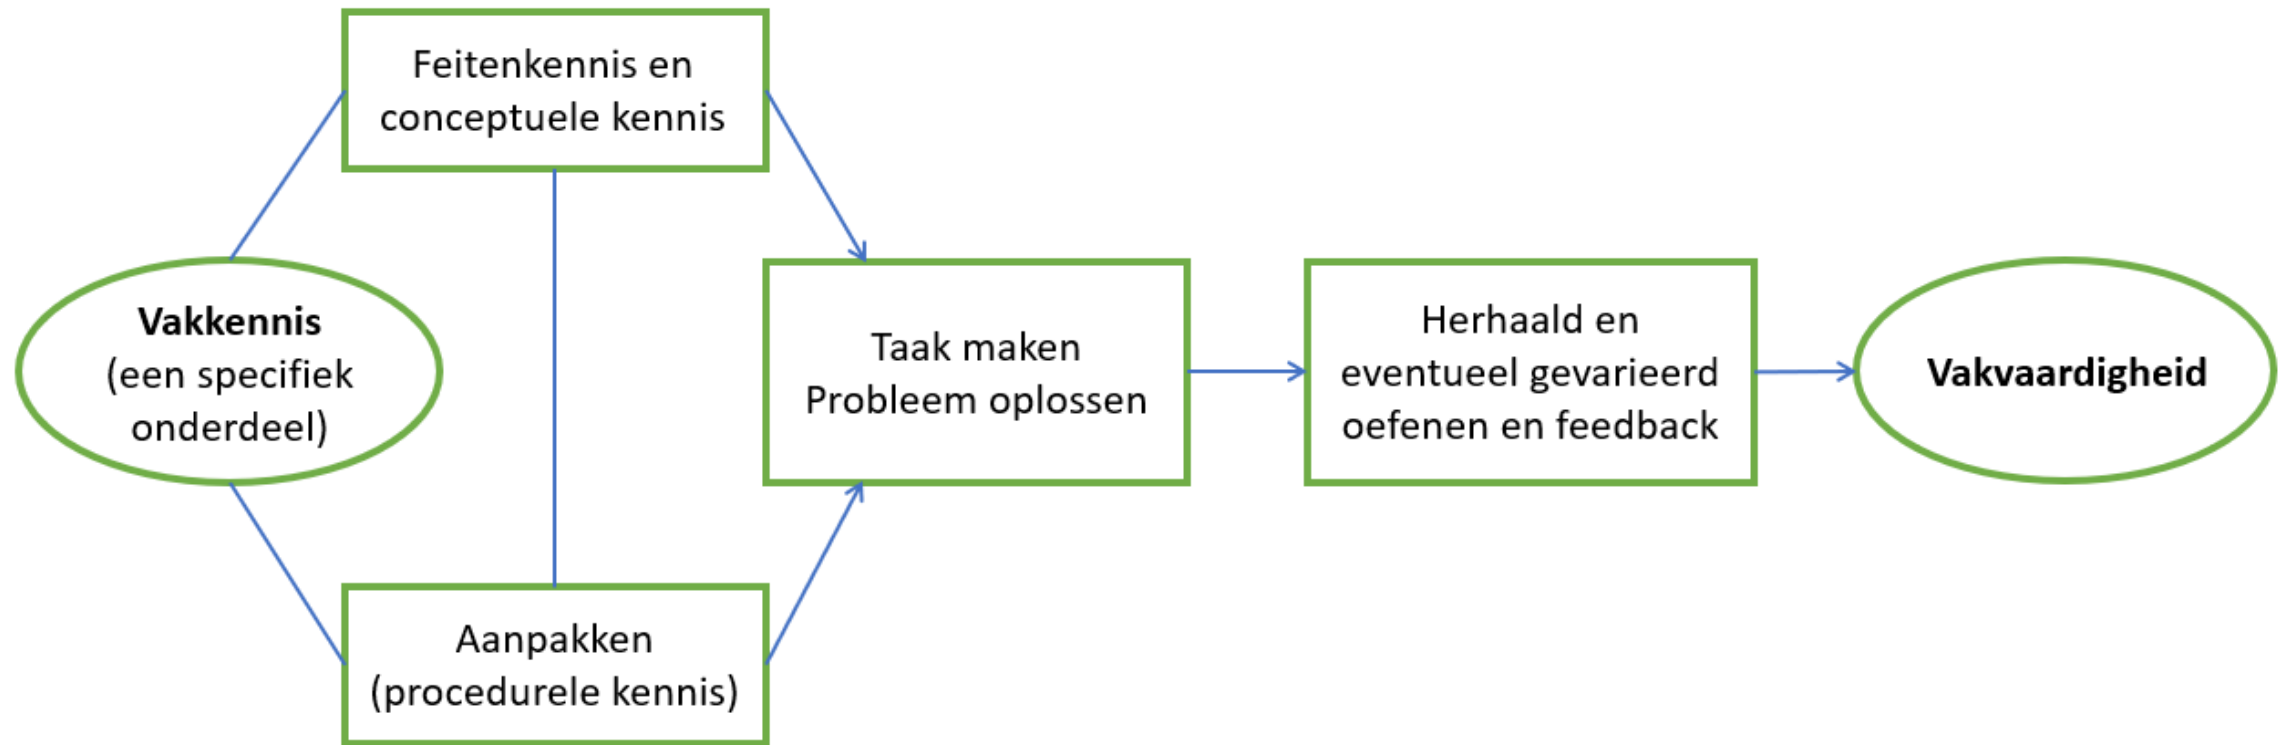 Feitenkennis en
conceptuele kennis
Vakkennis
(een specifiek
onderdeel)
Aanpakken
(procedurele kennis)
Taak maken
Probleem oplossen
Herhaald en
eventueel gevarieerd
oefenen en feedback
Vakvaardigheid